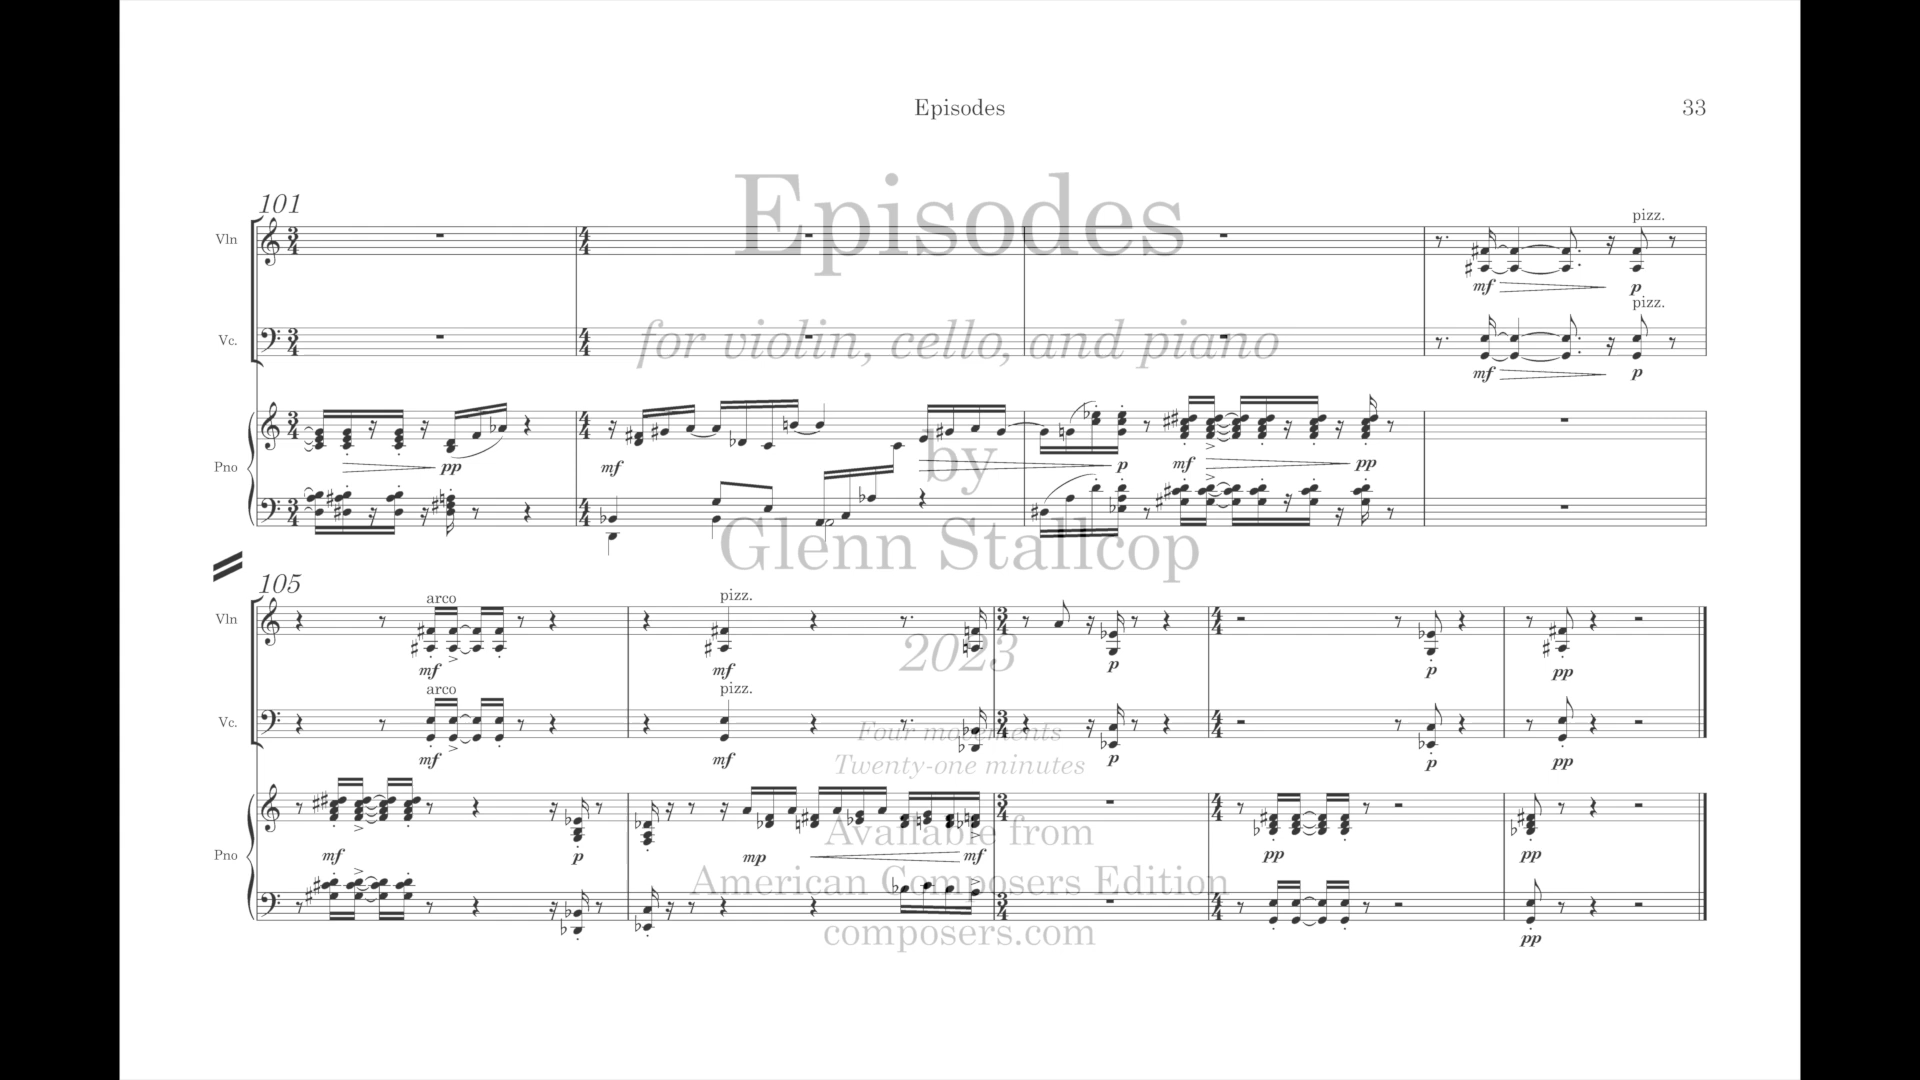 Episodes 33
Episodes
101
pizz.
Vln
mf p
pizz.
for violin, cello, and piano
Vc.
mf p
by
Pno
pp mf p mf pp
Glenn Stallcop
105
arco pizz.
Vln
2023
mf mf p p pp
arco pizz.
Vc.
Four movements
mf mf p p pp
Twenty-one minutes
Available from
Pno
mf p mp mf pp pp
American Composers Edition
composers.com
pp